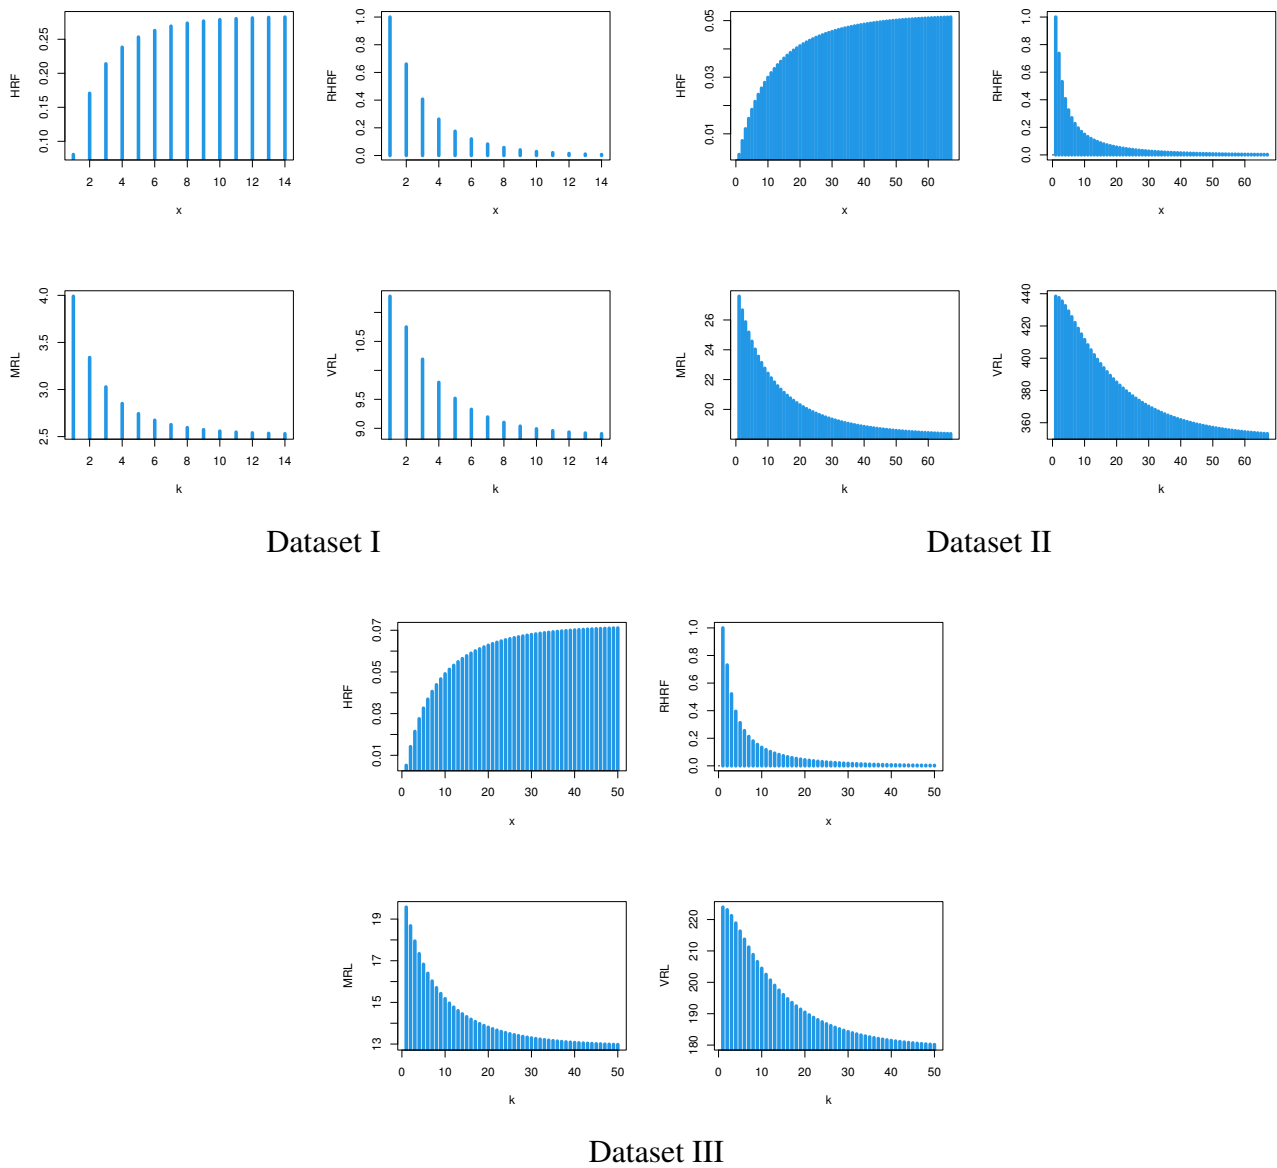 HRF
0.10 0.15 0.20 0.25
2 4 6 8 10 12 14
x
RHRF
0.0 0.2 0.4 0.6 0.8 1.0
2 4 6 8 10 12 14
x
HRF
0.01 0.03 0.05
0 10 20 30 40 50 60
x
RHRF
0.0 0.2 0.4 0.6 0.8 1.0
0 10 20 30 40 50 60
x
MRL
2.5 3.0 3.5 4.0
2 4 6 8 10 12 14
k
VRL
9.0 9.5 10.5
2 4 6 8 10 12 14
k
MRL
20 22 24 26
0 10 20 30 40 50 60
k
VRL
360 380 400 420 440
0 10 20 30 40 50 60
k
Dataset I
Dataset II
HRF
0.01 0.03 0.05 0.07
0 10 20 30 40 50
x
RHRF
0.0 0.2 0.4 0.6 0.8 1.0
0 10 20 30 40 50
x
MRL
13 15 17 19
0 10 20 30 40 50
k
VRL
180 190 200 210 220
0 10 20 30 40 50
k
Dataset III